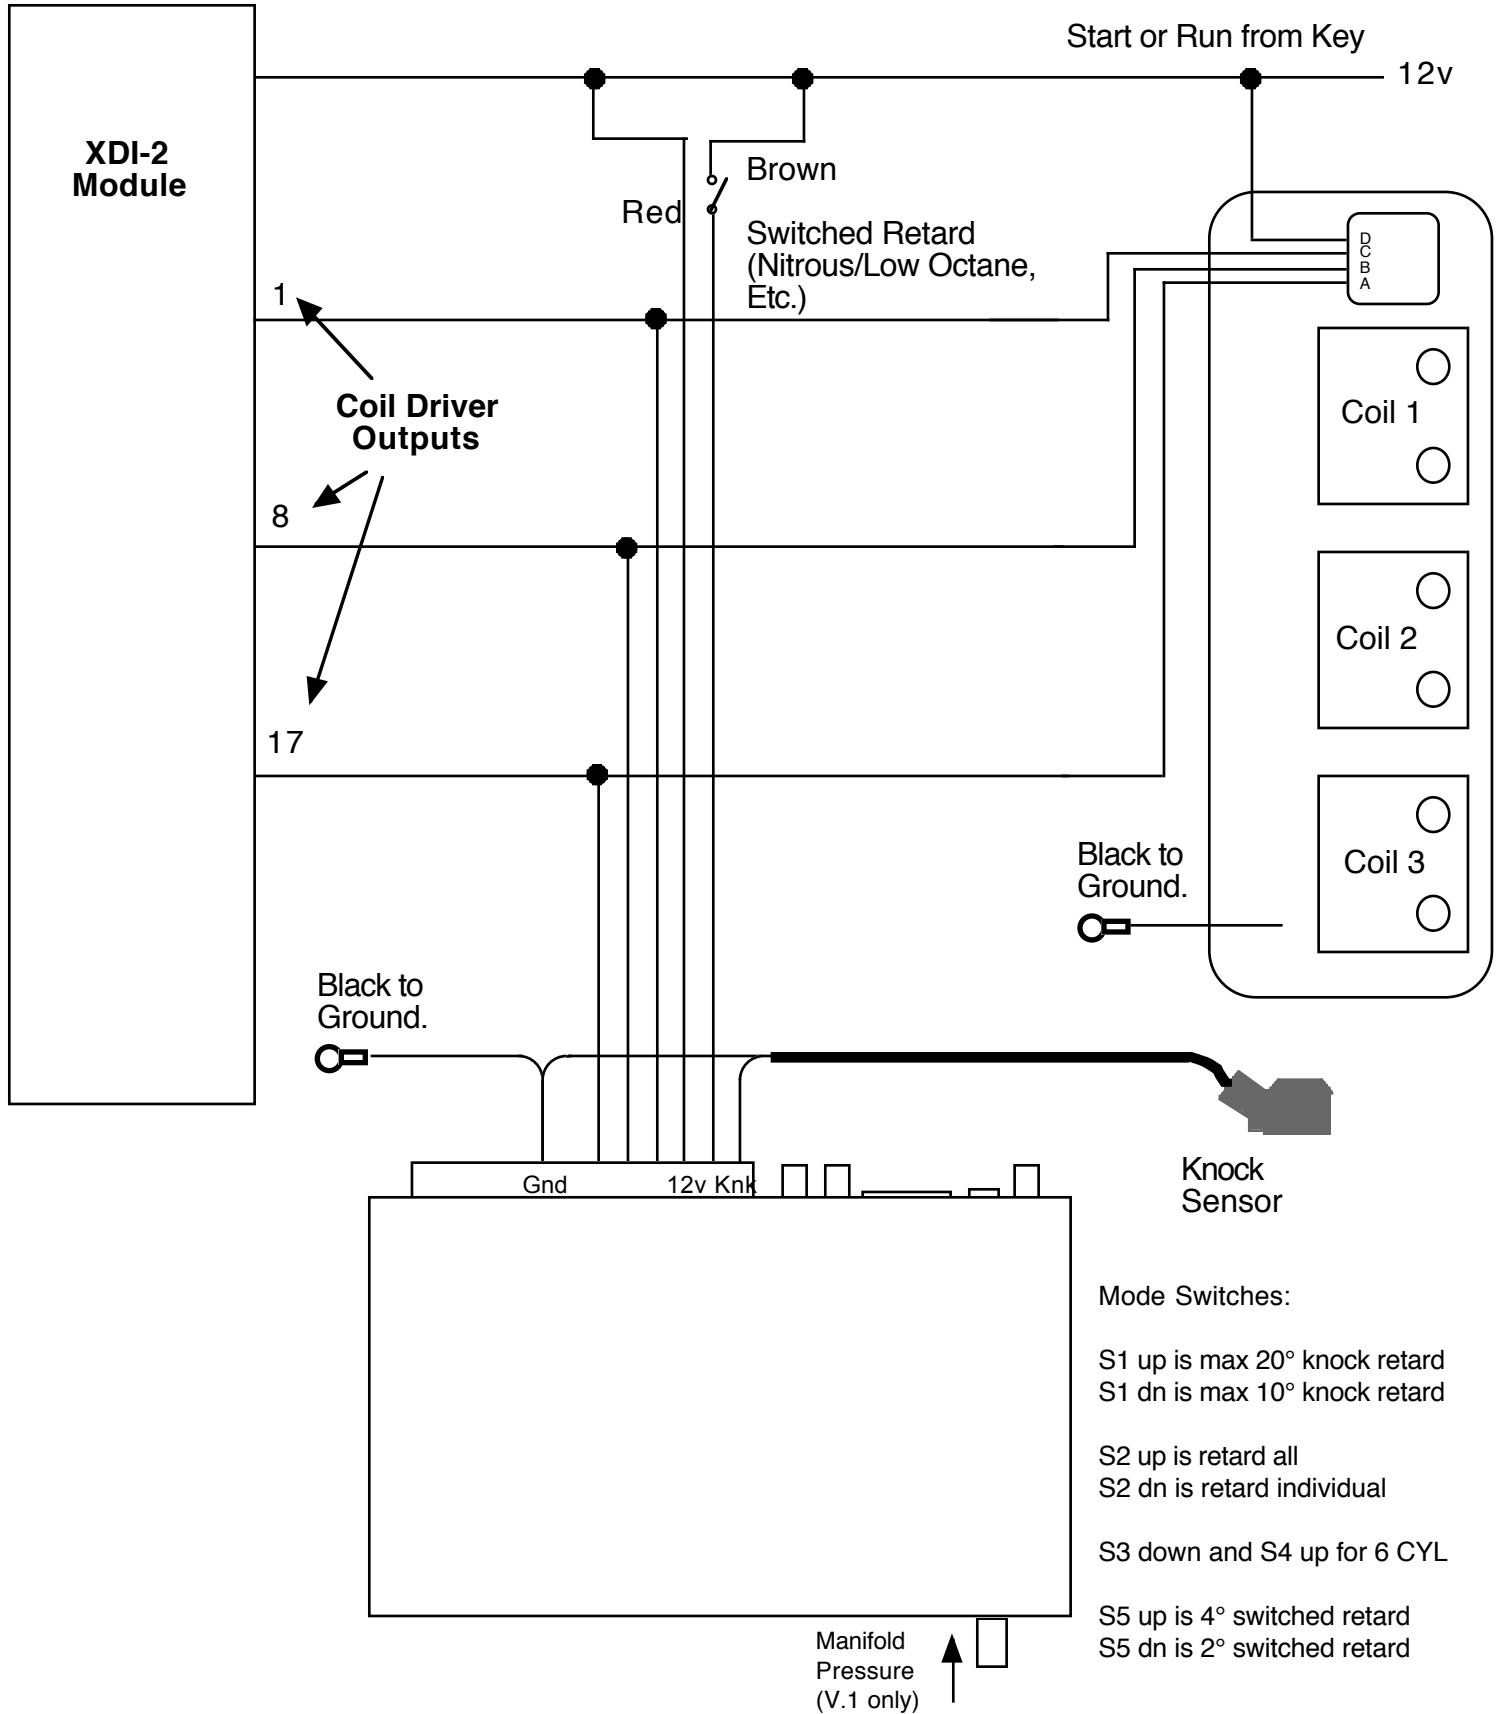 Start or Run from Key
12v
XDI-2
Module
Brown
Red
Switched Retard
(Nitrous/Low Octane,
Etc.)
D
C
B
A
1
Coil Driver
Outputs
Coil 1
8
Coil 2
17
Black to
Ground.
Coil 3
Black to
Ground.
Knock
Sensor
Gnd
12v Knk
Mode Switches:
S1 up is max 20° knock retard
S1 dn is max 10° knock retard
S2 up is retard all
S2 dn is retard individual
S3 down and S4 up for 6 CYL
S5 up is 4° switched retard
S5 dn is 2° switched retard
Manifold
Pressure
(V.1 only)